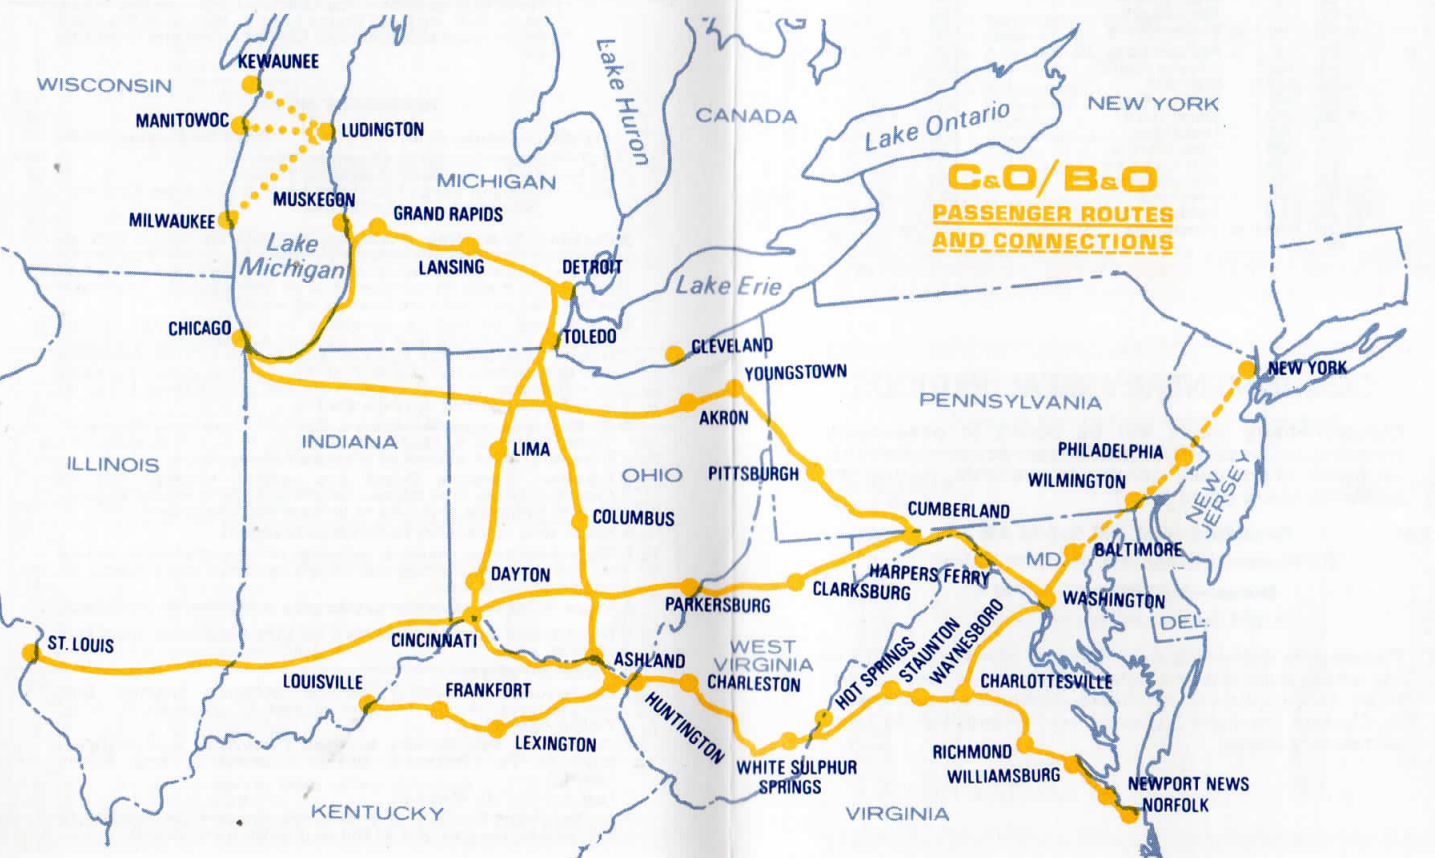 KEWAUNEE
WISCONSIN
MANITOWOC
LUDINGTON
MICHIGAN
MUSKEGON
MILWAUKEE
GRAND RAPIDS
Lake
Michigan
LANSING
DETROIT
Lake Huron
CANADA
Lake Ontario
NEW YORK
C&O/B&O
PASSENGER ROUTES
AND CONNECTIONS
Lake Erie
CHICAGO
TOLEDO
CLEVELAND
YOUNGSTOWN
NEW YORK
AKRON
PENNSYLVANIA
INDIANA
LIMA
ILLINOIS
OHIO
PITTSBURGH
PHILADELPHIA
WILMINGTON
NEW
JERSEY
COLUMBUS
CUMBERLAND
MD.
BALTIMORE
DAYTON
HARPERS FERRY
CLARKSBURG
PARKERSBURG
WASHINGTON
DEL.
CINCINNATI
ST. LOUIS
ASHLAND
WEST
VIRGINIA
CHARLESTON
HOT SPRINGS
STAUNTON
WAYNESBORO
CHARLOTTESVILLE
LOUISVILLE
FRANKFORT
LEXINGTON
HUNTINGTON
WHITE SULPHUR
SPRINGS
RICHMOND
WILLIAMSBURG
NEWPORT NEWS
NORFOLK
KENTUCKY
VIRGINIA